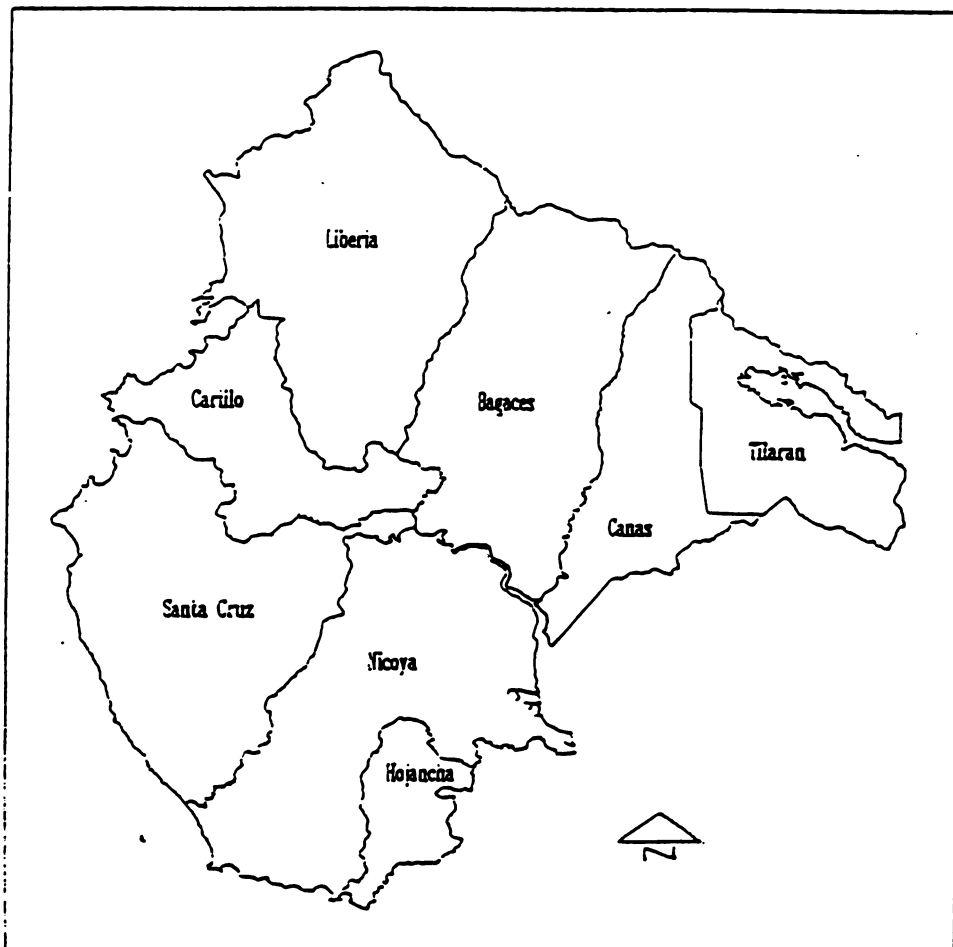 Liberia
Carillo
Bagaces
Tilaran
Canas
Santa Cruz
Nicoya
Hojancha
N